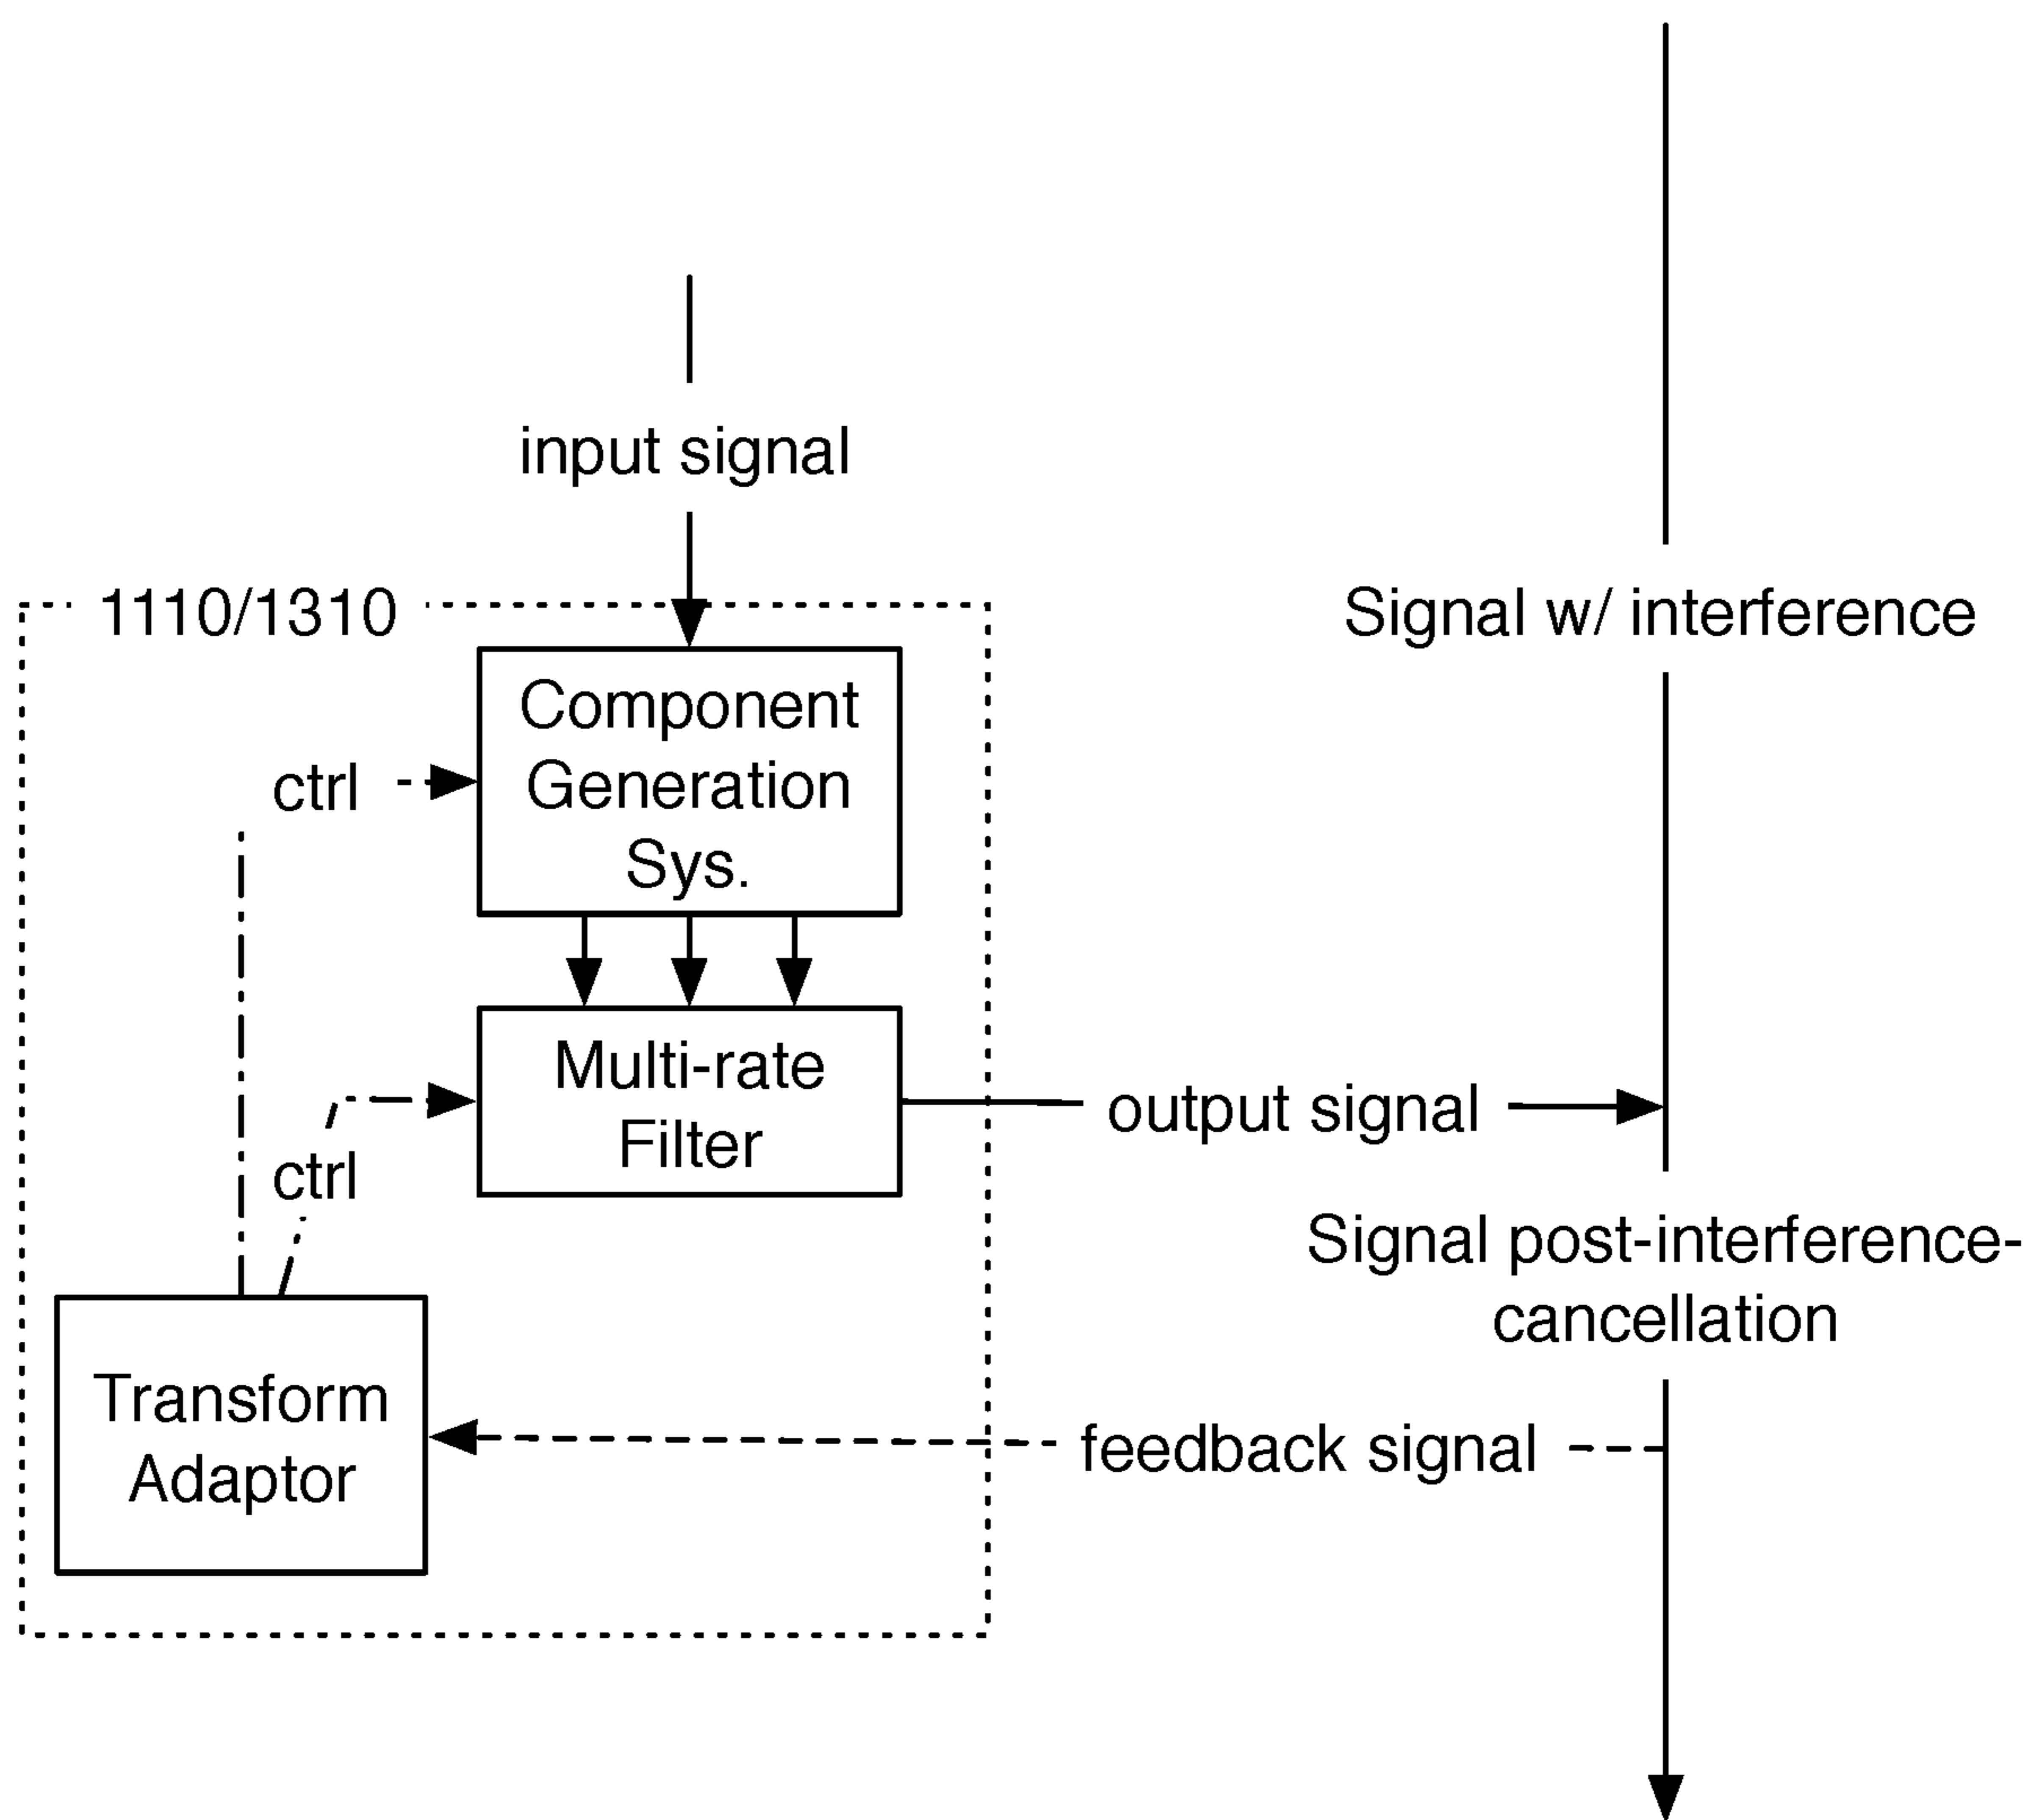 input signal
1110/1310
Signal w/ interference
Component
Generation
Sys.
ctrl
Multi-rate
Filter
output signal
ctrl
Signal post-interference-
cancellation
Transform
Adaptor
feedback signal